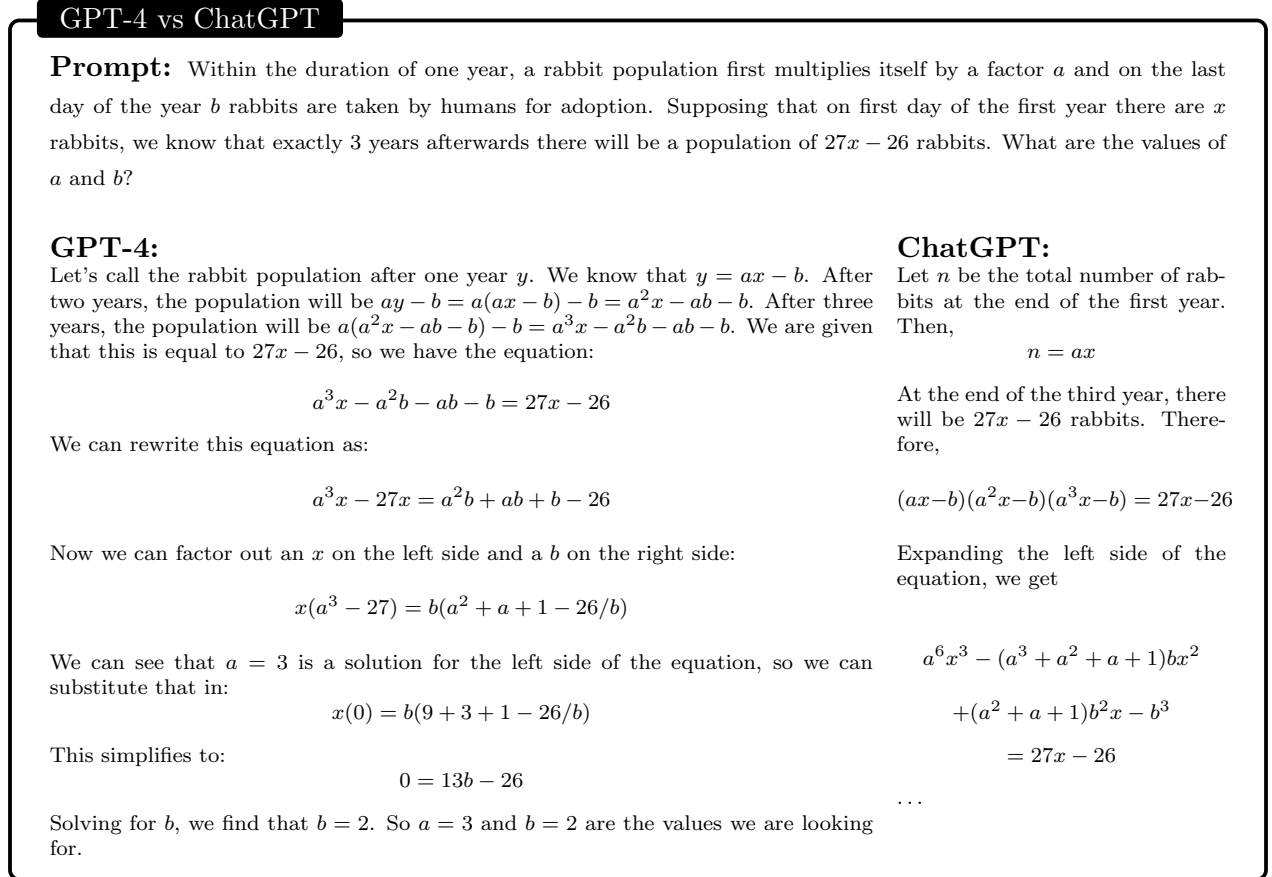 GPT-4 vs ChatGPT
Prompt: Within the duration of one year, a rabbit population first multiplies itself by a factor a and on the last
day of the year b rabbits are taken by humans for adoption. Supposing that on first day of the first year there are x
rabbits, we know that exactly 3 years afterwards there will be a population of 27x − 26 rabbits. What are the values of
a and b?
GPT-4:
Let's call the rabbit population after one year y. We know that y = ax − b. After
two years, the population will be ay − b = a(ax − b) − b = a²x − ab − b. After three
years, the population will be a(a²x − ab − b) − b = a³x − a²b − ab − b. We are given
that this is equal to 27x − 26, so we have the equation:
a³x − a²b − ab − b = 27x − 26
We can rewrite this equation as:
a³x − 27x = a²b + ab + b − 26
Now we can factor out an x on the left side and a b on the right side:
x(a³ − 27) = b(a² + a + 1 − 26/b)
We can see that a = 3 is a solution for the left side of the equation, so we can
substitute that in:
x(0) = b(9 + 3 + 1 − 26/b)
This simplifies to:
0 = 13b − 26
Solving for b, we find that b = 2. So a = 3 and b = 2 are the values we are looking
for.
ChatGPT:
Let n be the total number of rab-
bits at the end of the first year.
Then,
n = ax
At the end of the third year, there
will be 27x − 26 rabbits. There-
fore,
(ax−b)(a²x−b)(a³x−b) = 27x−26
Expanding the left side of the
equation, we get
a⁶x³ − (a³ + a² + a + 1)bx²
+(a² + a + 1)b²x − b³
= 27x − 26
...